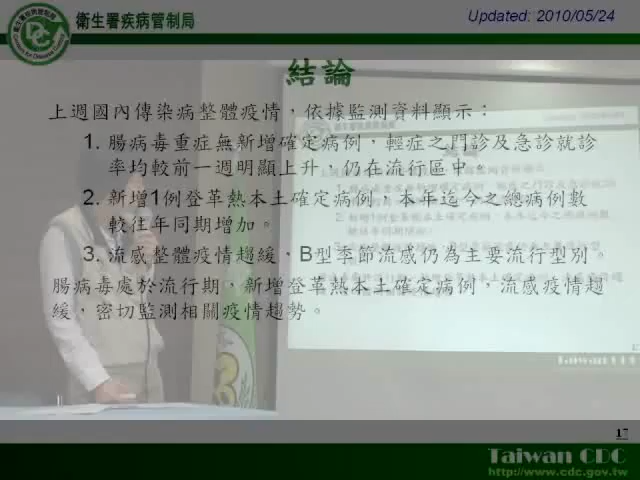 衛生署疾病管制局
Updated: 2010/05/24
結論
上週國內傳染病整體疫情，依據監測資料顯示：
1. 腸病毒重症無新增確定病例，輕症之門診及急診就診
率均較前一週明顯上升，仍在流行區中。
2. 新增1例登革熱本土確定病例，本年迄今之總病例數
較往年同期增加。
3. 流感整體疫情趨緩，B型季節流感仍為主要流行型別。
腸病毒處於流行期，新增登革熱本土確定病例，流感疫情趨
緩，密切監測相關疫情趨勢。
17
Taiwan CDC
http://www.cdc.gov.tw